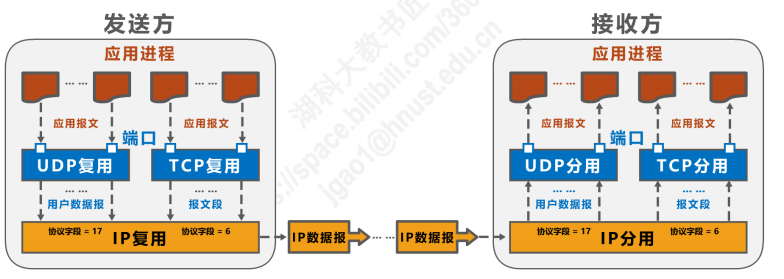 发送方
接收方
应用进程
应用进程
…… ……
…… ……
应用报文 应用报文
应用报文 应用报文
端口
端口
UDP复用 TCP复用
UDP分用 TCP分用
…… ……
…… ……
用户数据报 报文段
用户数据报 报文段
协议字段 = 17 协议字段 = 6
IP复用
IP数据报 …… IP数据报
协议字段 = 17 协议字段 = 6
IP分用
湖科大教书匠
s://space.bilibili.com/360
jgao1@hnust.edu.cn